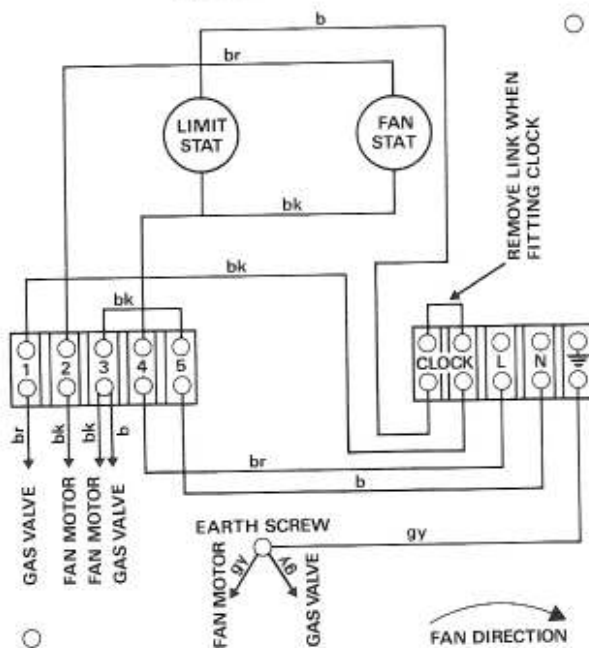 b
br
LIMIT
STAT
FAN
STAT
REMOVE LINK WHEN
FITTING CLOCK
bk
bk
bk
1 2 3 4 5
CLOCK L N
br
bk
bk
b
GAS VALVE
FAN MOTOR
FAN MOTOR
GAS VALVE
br
b
EARTH SCREW
gy
gy
gy
FAN MOTOR
GAS VALVE
FAN DIRECTION